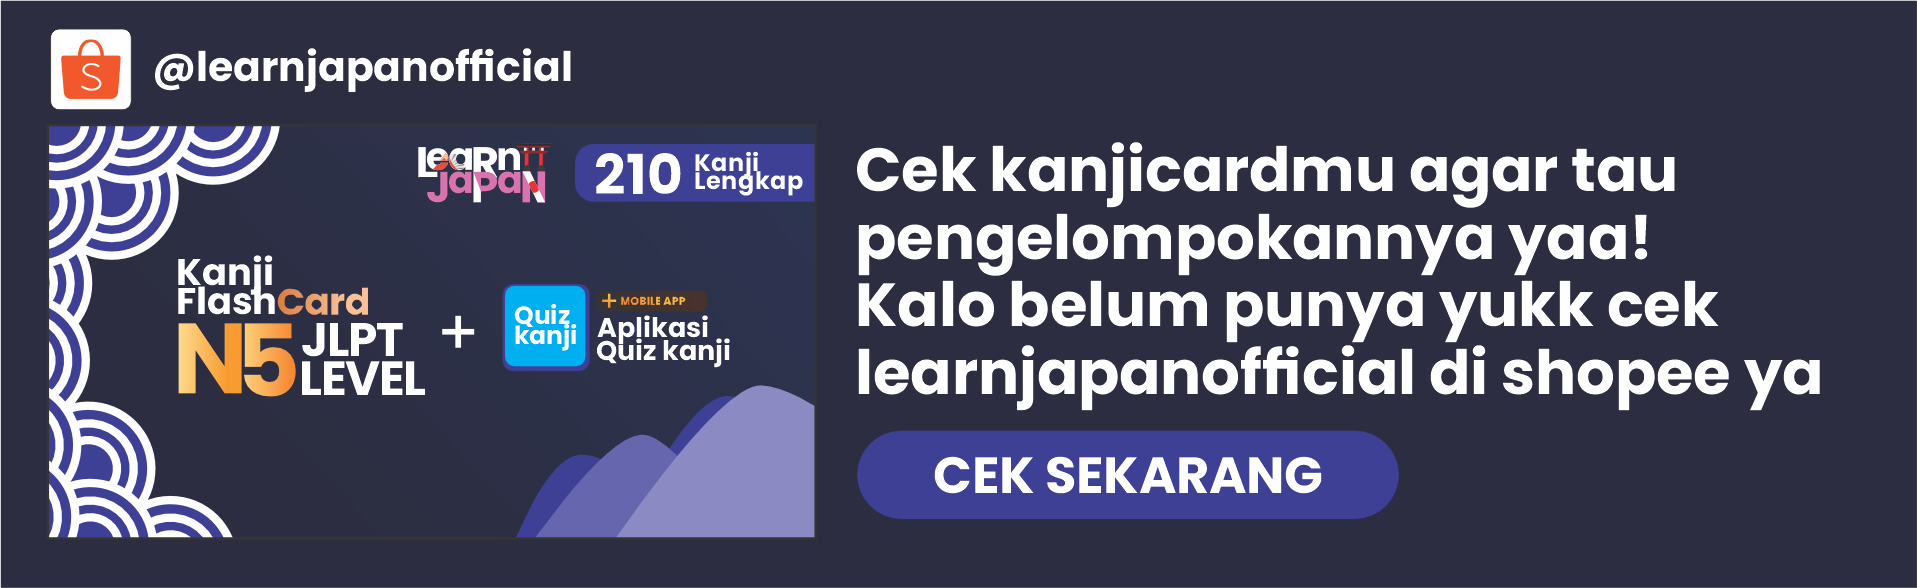 S
@learnjapanofficial
LeaRn
JaPaN
210 Kanji
Lengkap
Kanji
FlashCard
N5 JLPT
LEVEL
+
Quiz
kanji
+ MOBILE APP
Aplikasi
Quiz kanji
Cek kanjicardmu agar tau
pengelompokannya yaa!
Kalo belum punya yukk cek
learnjapanofficial di shopee ya
CEK SEKARANG